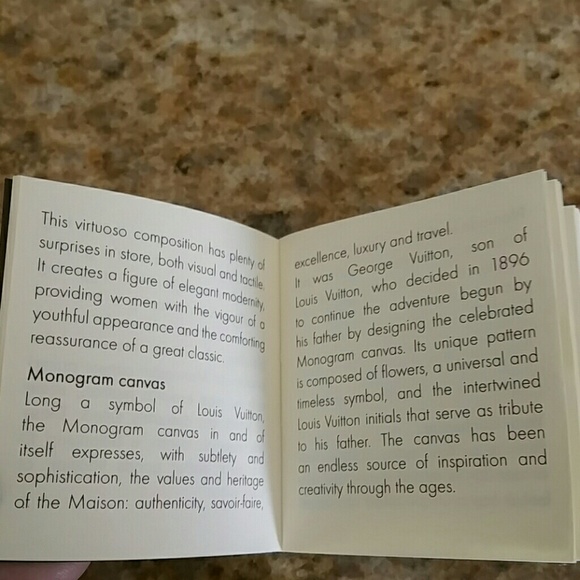 This virtuoso composition has plenty of
surprises in store, both visual and tactile.
It creates a figure of elegant modernity,
providing women with the vigour of a
youthful appearance and the comforting
reassurance of a great classic.
Monogram canvas
Long a symbol of Louis Vuitton,
the Monogram canvas in and of
itself expresses, with subtlety and
sophistication, the values and heritage
of the Maison: authenticity, savoir-faire,
excellence, luxury and travel.
It was George Vuitton, son of
Louis Vuitton, who decided in 1896
to continue the adventure begun by
his father by designing the celebrated
Monogram canvas. Its unique pattern
is composed of flowers, a universal and
timeless symbol, and the intertwined
Louis Vuitton initials that serve as tribute
to his father. The canvas has been
an endless source of inspiration and
creativity through the ages.